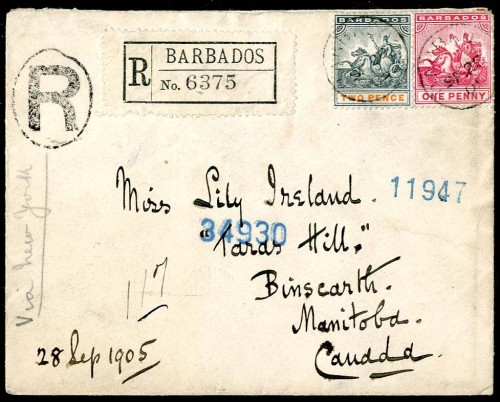 R
R BARBADOS
No. 6375
BARBADOS
TWO PENCE
BARBADOS
ONE PENNY
Miss Lily Ireland.
11947
34930
"Taras Hill."
Binscarth.
Manitoba.
Canada.
Via New York
28 Sep 1905